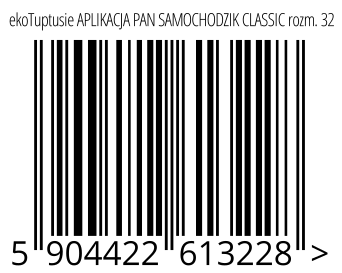 ekoTuptusie APLIKACJA PAN SAMOCHODZIK CLASSIC rozm. 32
5 904422 613228 >